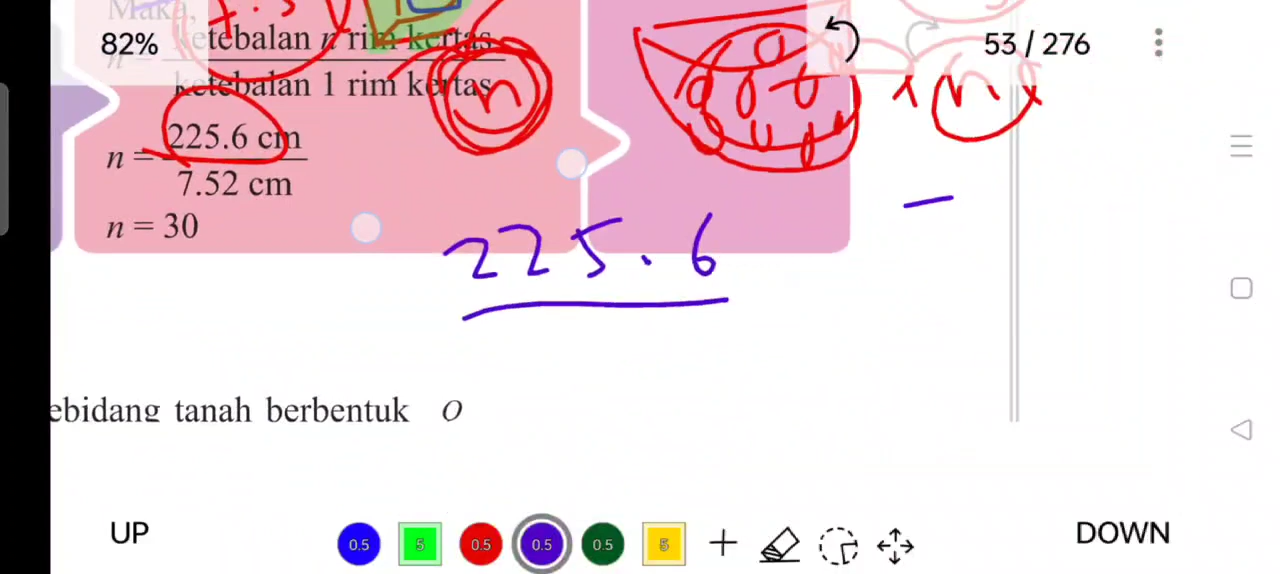 Maka,
82%
53 / 276
n = ketebalan n rim kertas
ketebalan 1 rim kertas
n
n = 225.6 cm
7.52 cm
n = 30
225.6
ebidang tanah berbentuk O
UP
0.5 5 0.5 0.5 0.5 5
DOWN